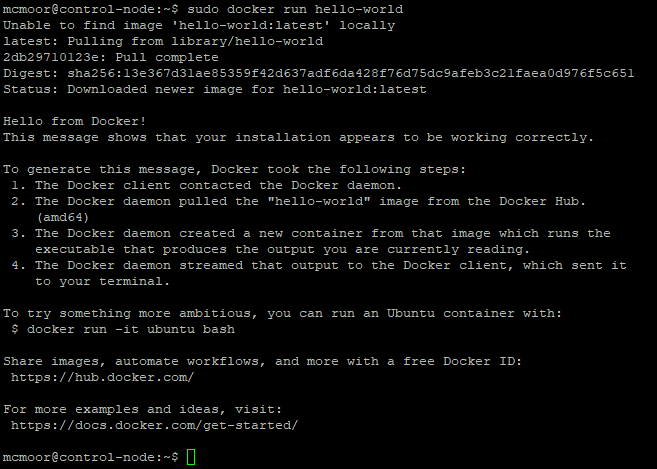 mcmoor@control-node:~$ sudo docker run hello-world
Unable to find image 'hello-world:latest' locally
latest: Pulling from library/hello-world
2db29710123e: Pull complete
Digest: sha256:13e367d31ae85359f42d637adf6da428f76d75dc9afeb3c21faea0d976f5c651
Status: Downloaded newer image for hello-world:latest

Hello from Docker!
This message shows that your installation appears to be working correctly.

To generate this message, Docker took the following steps:
 1. The Docker client contacted the Docker daemon.
 2. The Docker daemon pulled the "hello-world" image from the Docker Hub.
    (amd64)
 3. The Docker daemon created a new container from that image which runs the
    executable that produces the output you are currently reading.
 4. The Docker daemon streamed that output to the Docker client, which sent it
    to your terminal.

To try something more ambitious, you can run an Ubuntu container with:
 $ docker run -it ubuntu bash

Share images, automate workflows, and more with a free Docker ID:
 https://hub.docker.com/

For more examples and ideas, visit:
 https://docs.docker.com/get-started/

mcmoor@control-node:~$